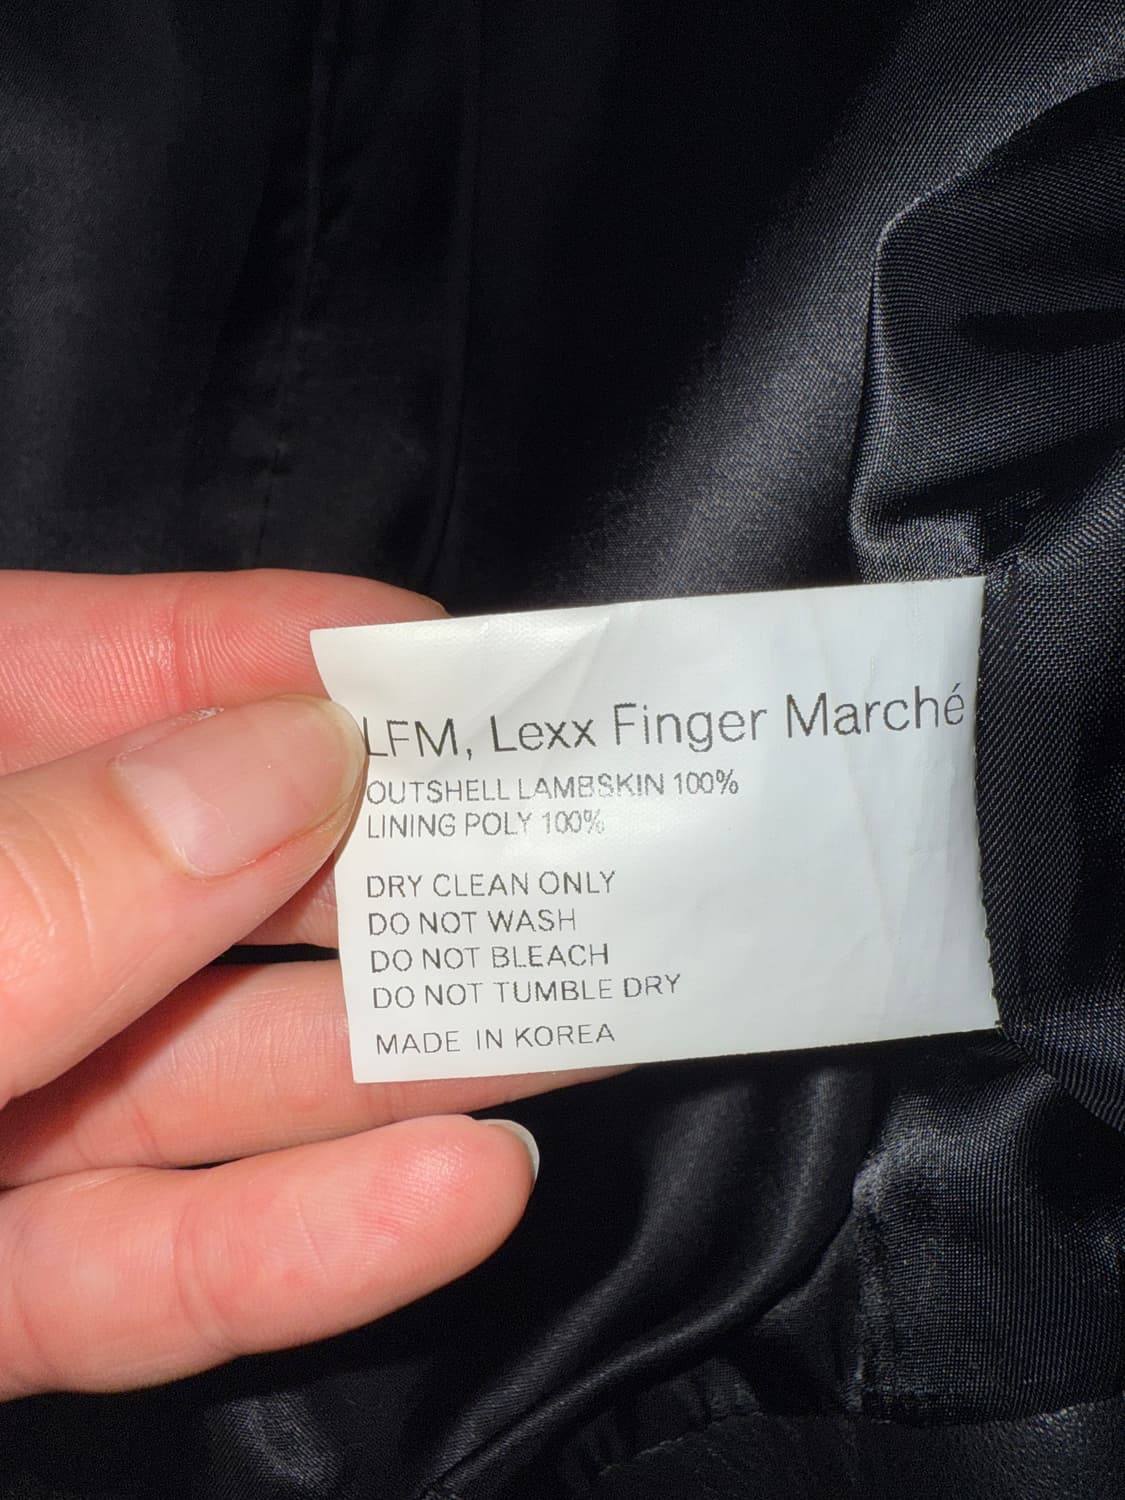 LFM, Lexx Finger Marché
OUTSHELL LAMBSKIN 100%
LINING POLY 100%
DRY CLEAN ONLY
DO NOT WASH
DO NOT BLEACH
DO NOT TUMBLE DRY
MADE IN KOREA